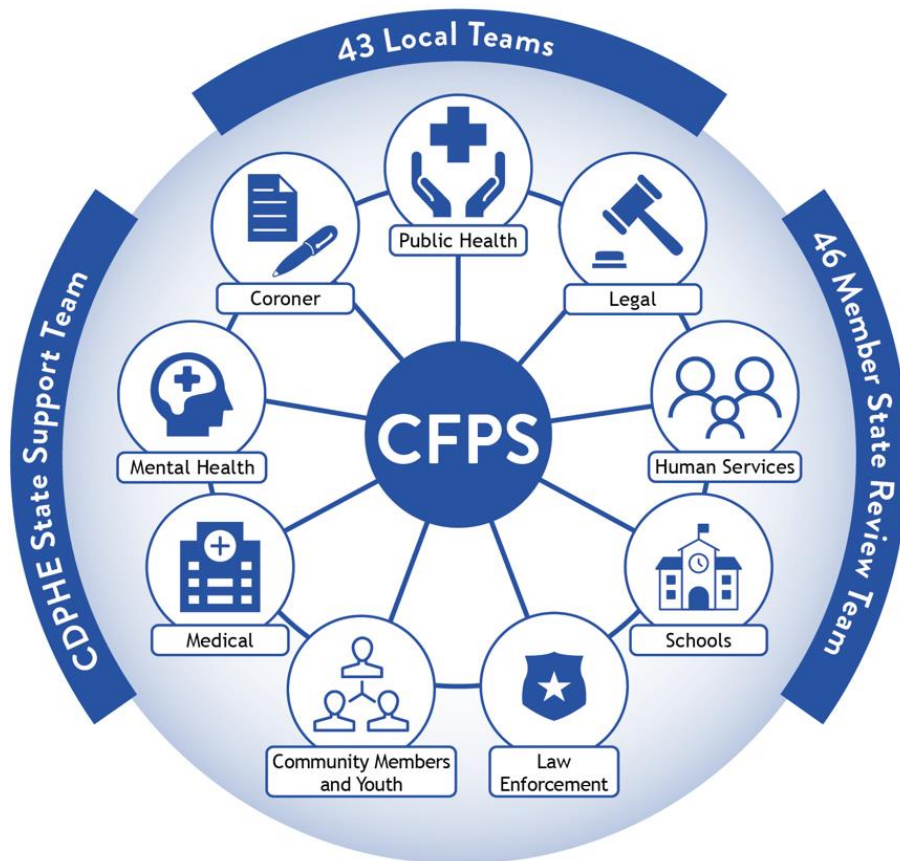 43 Local Teams
CDPHE State Support Team
46 Member State Review Team
Public Health
Coroner
Legal
CFPS
Mental Health
Human Services
Medical
Schools
Community Members
and Youth
Law
Enforcement